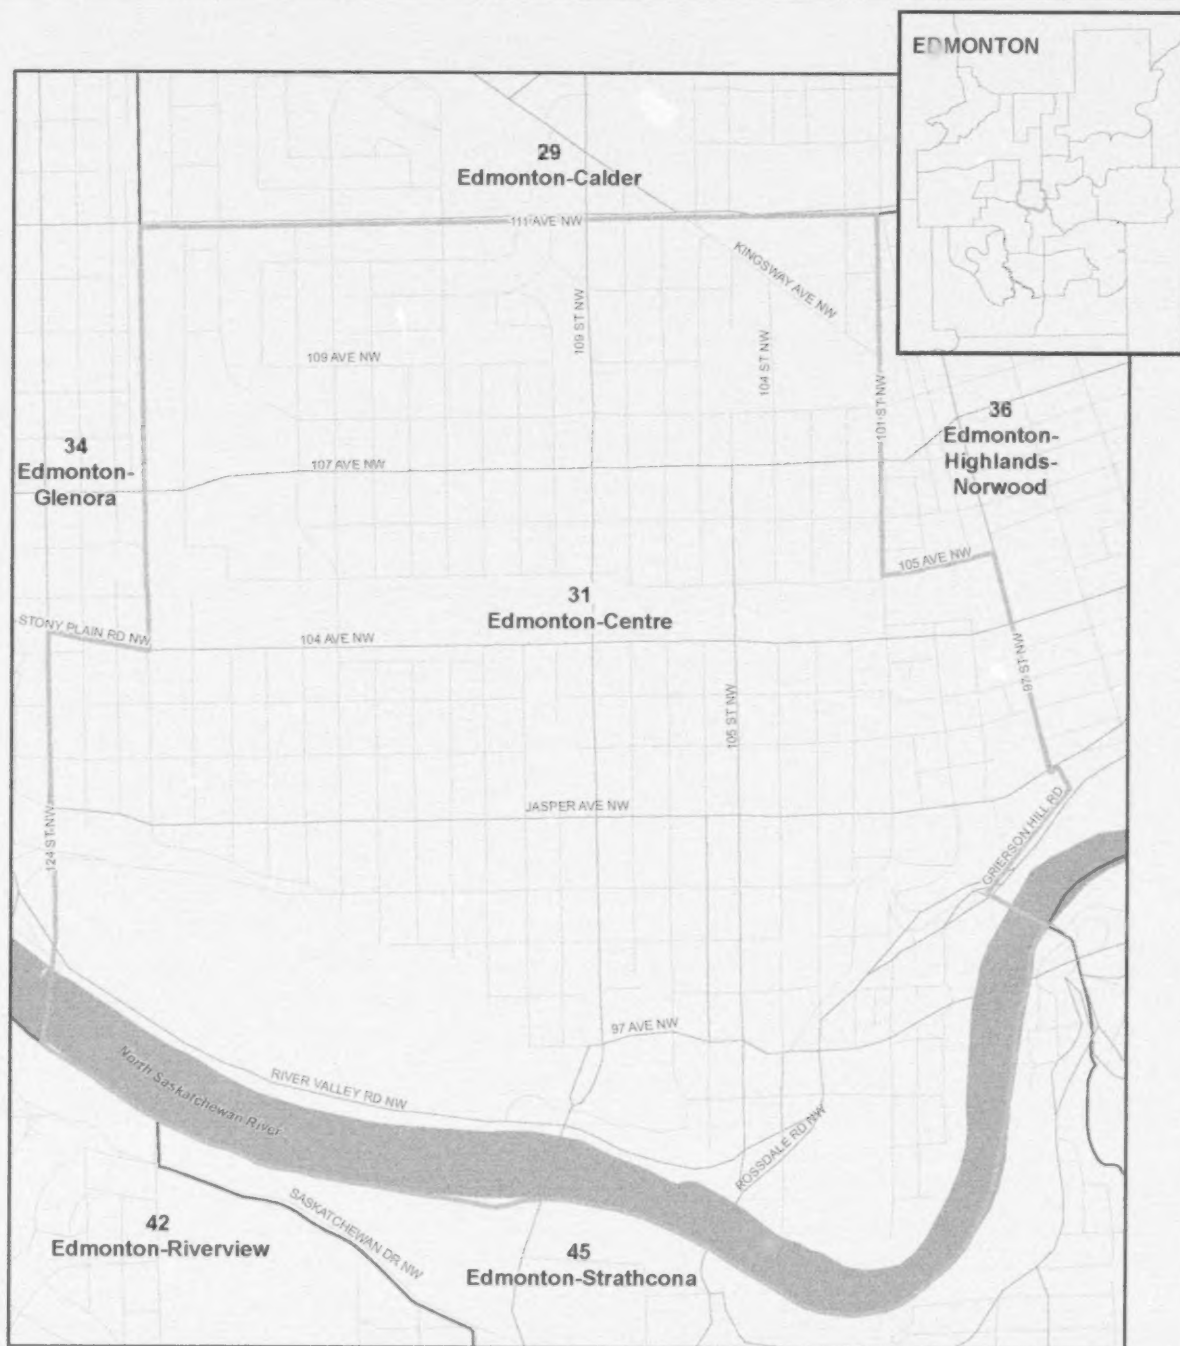 EDMONTON
29
Edmonton-Calder
111 AVE NW
KINGSWAY AVE NW
109 ST NW
109 AVE NW
104 ST NW
101 ST NW
36
Edmonton-
Highlands-
Norwood
34
Edmonton-
Glenora
107 AVE NW
105 AVE NW
31
Edmonton-Centre
STONY PLAIN RD NW
104 AVE NW
97 ST NW
105 ST NW
JASPER AVE NW
124 ST NW
GRIERSON HILL RD
97 AVE NW
North Saskatchewan River
RIVER VALLEY RD NW
ROSSDALE RD NW
SASKATCHEWAN DR NW
42
Edmonton-Riverview
45
Edmonton-Strathcona